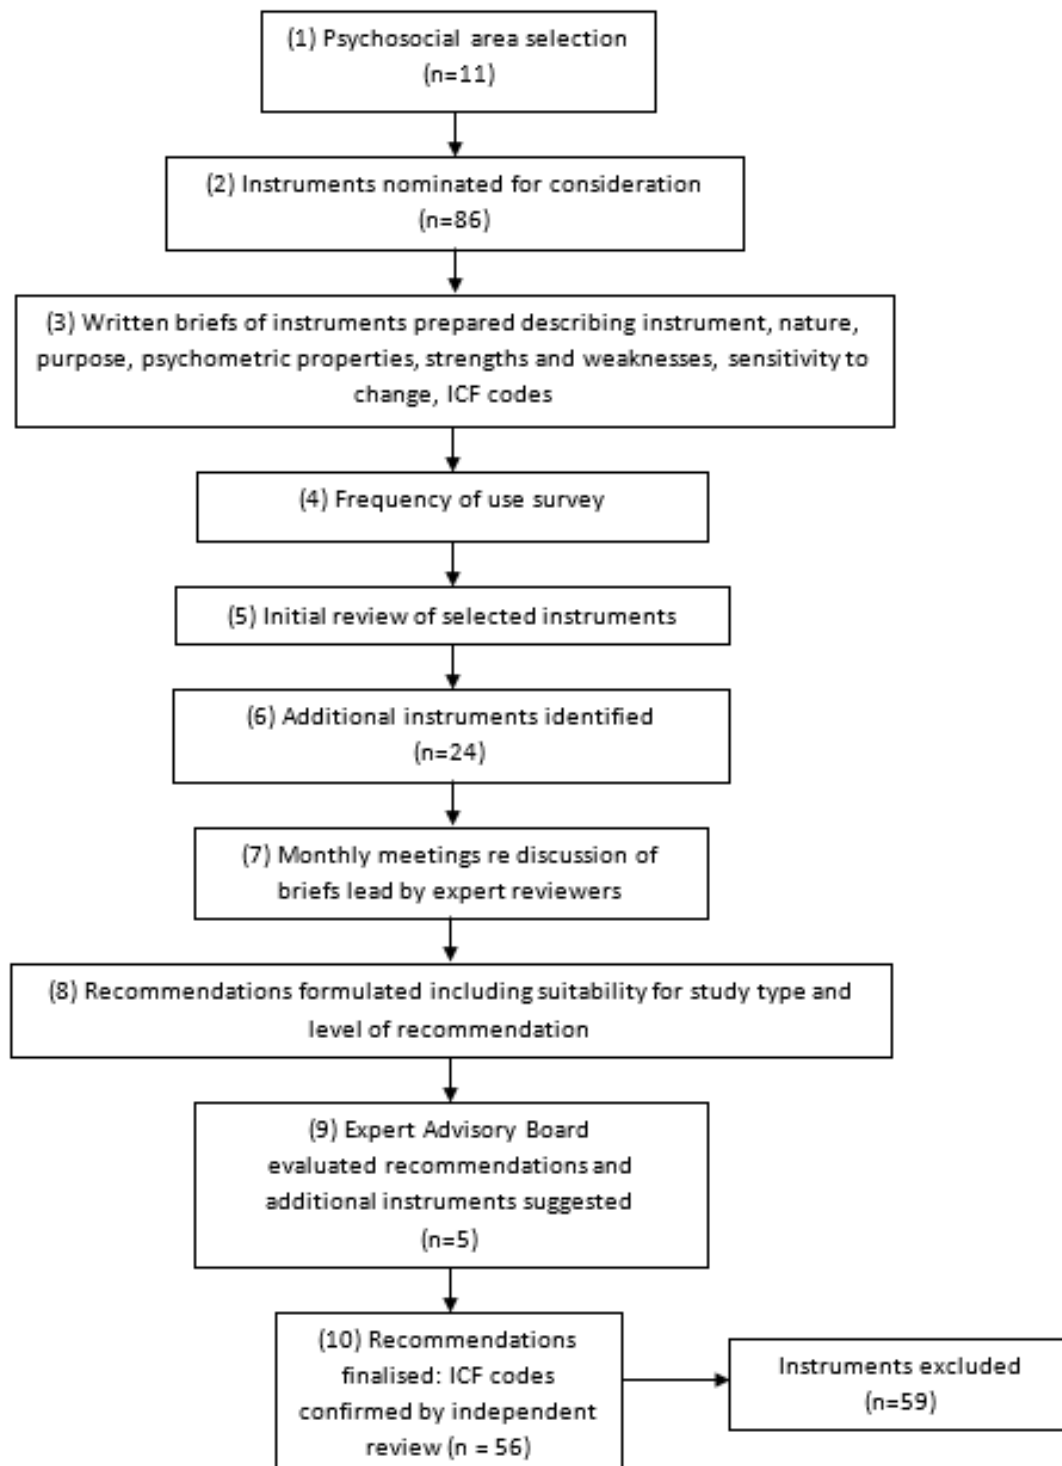 (1) Psychosocial area selection
(n=11)
(2) Instruments nominated for consideration
(n=86)
(3) Written briefs of instruments prepared describing instrument, nature,
purpose, psychometric properties, strengths and weaknesses, sensitivity to
change, ICF codes
(4) Frequency of use survey
(5) Initial review of selected instruments
(6) Additional instruments identified
(n=24)
(7) Monthly meetings re discussion of
briefs lead by expert reviewers
(8) Recommendations formulated including suitability for study type and
level of recommendation
(9) Expert Advisory Board
evaluated recommendations and
additional instruments suggested
(n=5)
(10) Recommendations
finalised: ICF codes
confirmed by independent
review (n = 56)
Instruments excluded
(n=59)